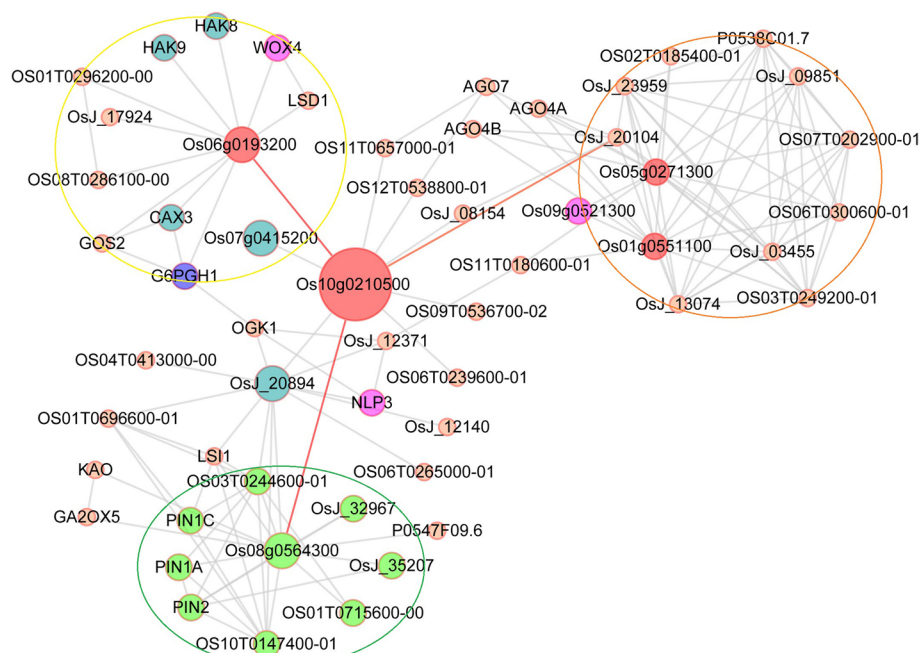 HAK8
HAK9
WOX4
OS01T0296200-00
LSD1
OsJ_17924
Os06g0193200
OS08T0286100-00
CAX3
Os07g0415200
GOS2
G6PGH1
P0538C01.7
OS02T0185400-01
OsJ_09851
OsJ_23959
AGO7
AGO4A
AGO4B
OsJ_20104
OS07T0202900-01
OS11T0657000-01
Os05g0271300
OS12T0538800-01
OsJ_08154
Os09g0521300
OS06T0300600-01
Os01g0551100
OsJ_03455
OS11T0180600-01
Os10g0210500
OsJ_13074
OS03T0249200-01
OS09T0536700-02
OGK1
OsJ_12371
OS04T0413000-00
OsJ_20894
OS06T0239600-01
NLP3
OS01T0696600-01
OsJ_12140
LSI1
KAO
OS06T0265000-01
OS03T0244600-01
OsJ_32967
GA2OX5
PIN1C
P0547F09.6
Os08g0564300
PIN1A
OsJ_35207
PIN2
OS01T0715600-00
OS10T0147400-01